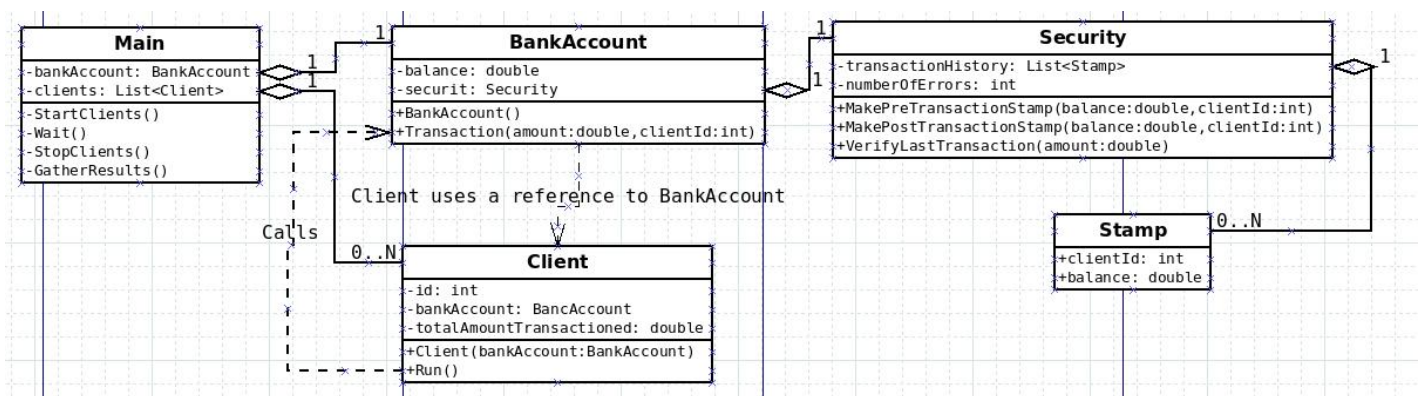 Main
-bankAccount: BankAccount
-clients: List<Client>
-StartClients()
-Wait()
-StopClients()
-GatherResults()
1
1
1
BankAccount
-balance: double
-securit: Security
+BankAccount()
+Transaction(amount:double,clientId:int)
1
1
Security
-transactionHistory: List<Stamp>
-numberOfErrors: int
+MakePreTransactionStamp(balance:double,clientId:int)
+MakePostTransactionStamp(balance:double,clientId:int)
+VerifyLastTransaction(amount:double)
1
Client uses a reference to BankAccount
Calls
0..N
Client
-id: int
-bankAccount: BancAccount
-totalAmountTransactioned: double
+Client(bankAccount:BankAccount)
+Run()
0..N
Stamp
+clientId: int
+balance: double